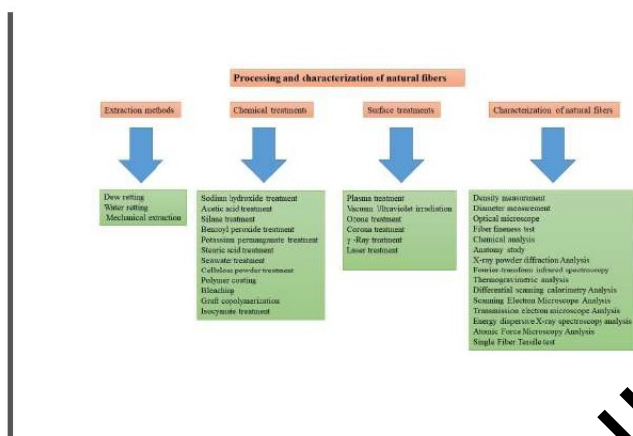 Processing and characterization of natural fibers
Extraction methods
Dew retting
Water retting
Mechanical extraction
Chemical treatments
Sodium hydroxide treatment
Acetic acid treatment
Silane treatment
Benzoyl peroxide treatment
Potassium permanganate treatment
Stearic acid treatment
Seawater treatment
Cellulose powder treatment
Polymer coating
Bleaching
Graft copolymerization
Isocynate treatment
Surface treatments
Plasma treatment
Vacuum Ultraviolet irradiation
Ozone treatment
Corona treatment
γ -Ray treatment
Laser treatment
Characterization of natural fifers
Density measurement
Diameter measurement
Optical microscope
Fiber fineness test
Chemical analysis
Anatomy study
X-ray powder diffraction Analysis
Fourier-transform infrared spectroscopy
Thermogravimetric analysis
Differential scanning calorimetry Analysis
Scanning Electron Microscope Analysis
Transmission electron microscope Analysis
Energy dispersive X-ray spectroscopy analysis
Atomic Force Microscopy Analysis
Single Fiber Tensile test